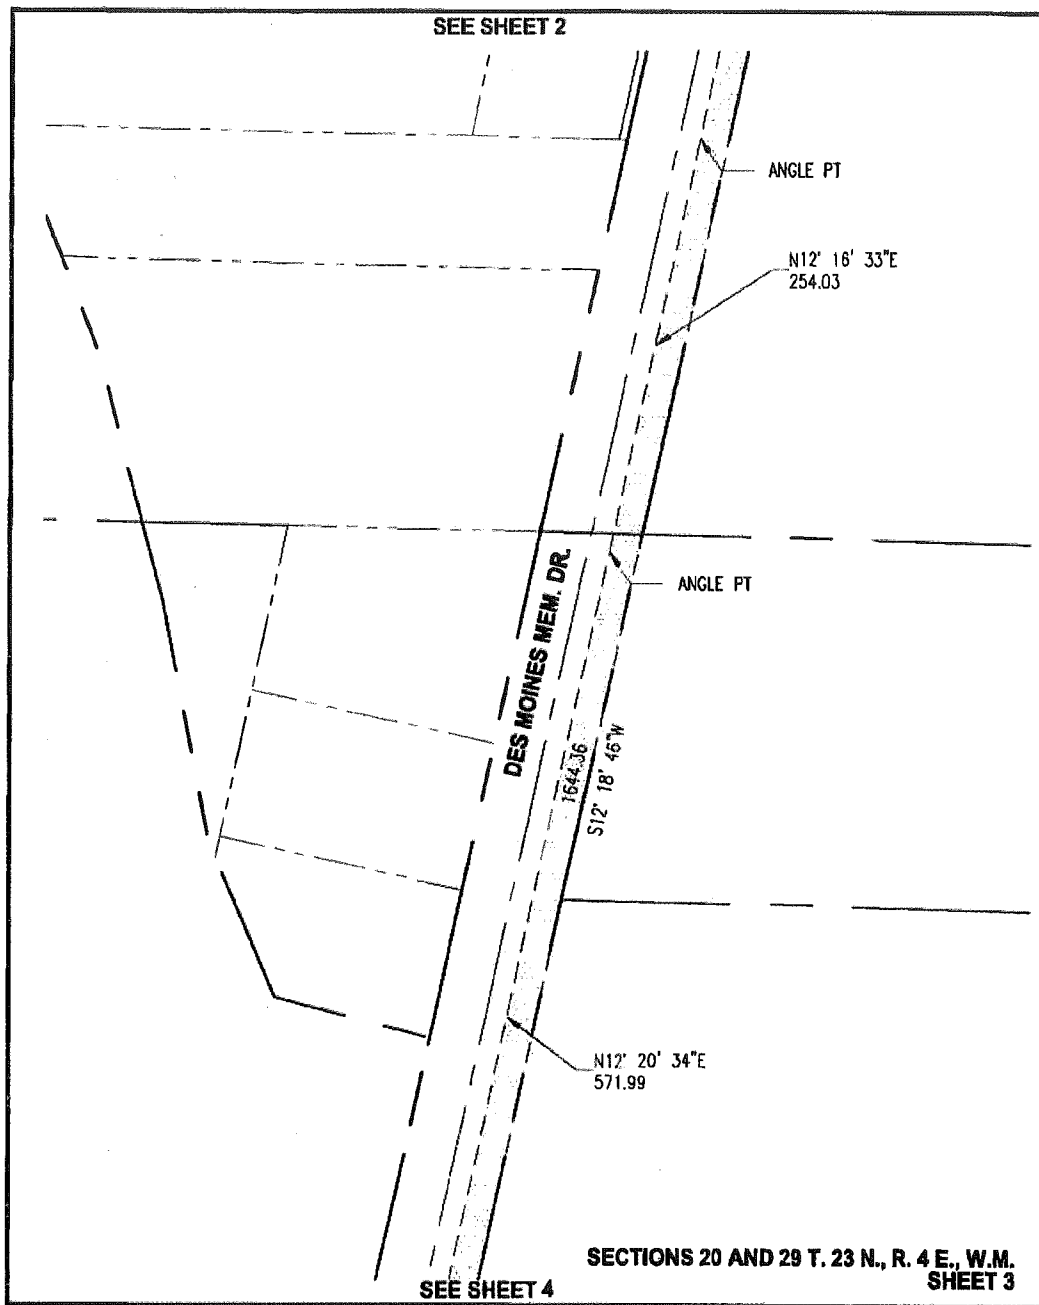 SEE SHEET 2
ANGLE PT
N12' 16' 33"E
254.03
ANGLE PT
DES MOINES MEM. DR.
1644.36
S12' 18' 46"W
N12' 20' 34"E
571.99
SECTIONS 20 AND 29 T. 23 N., R. 4 E., W.M.
SHEET 3
SEE SHEET 4